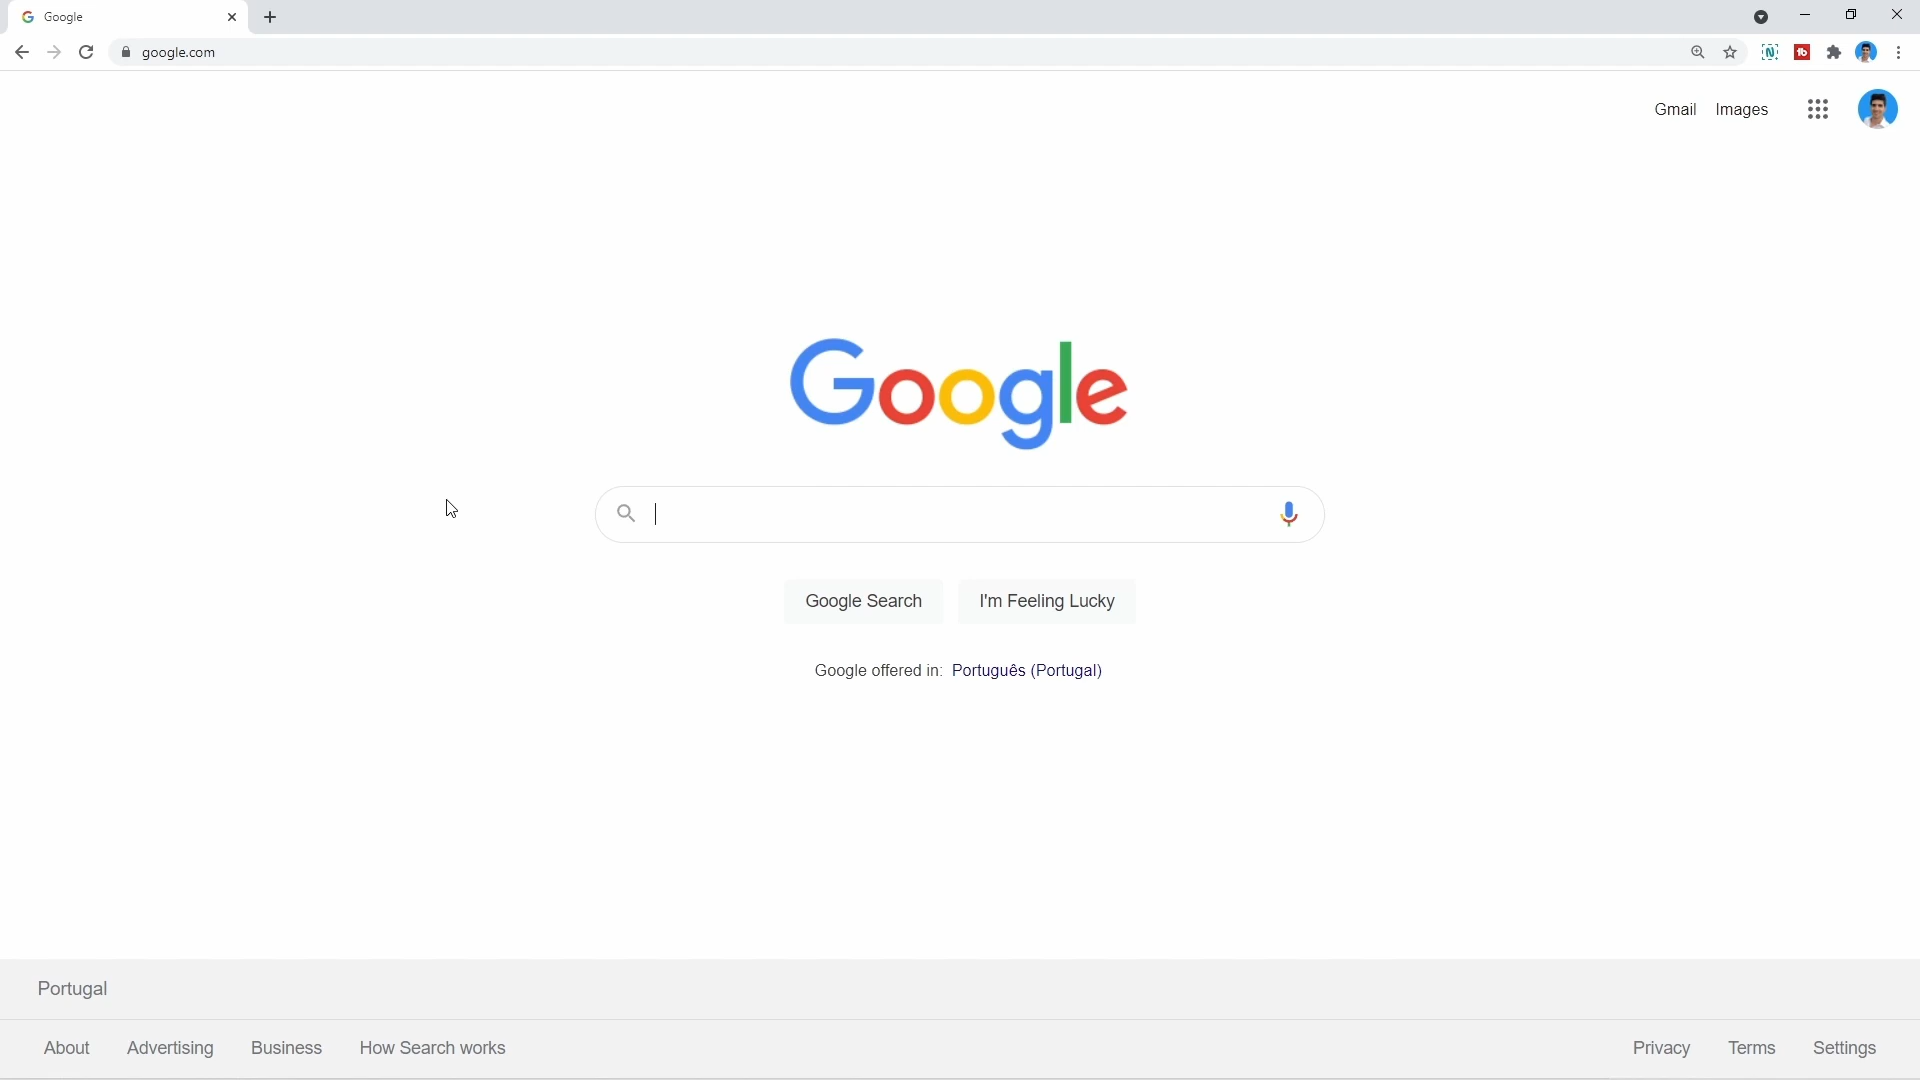 Google
google.com
Gmail Images
Google
Google Search I'm Feeling Lucky
Google offered in: Português (Portugal)
Portugal
About Advertising Business How Search works Privacy Terms Settings